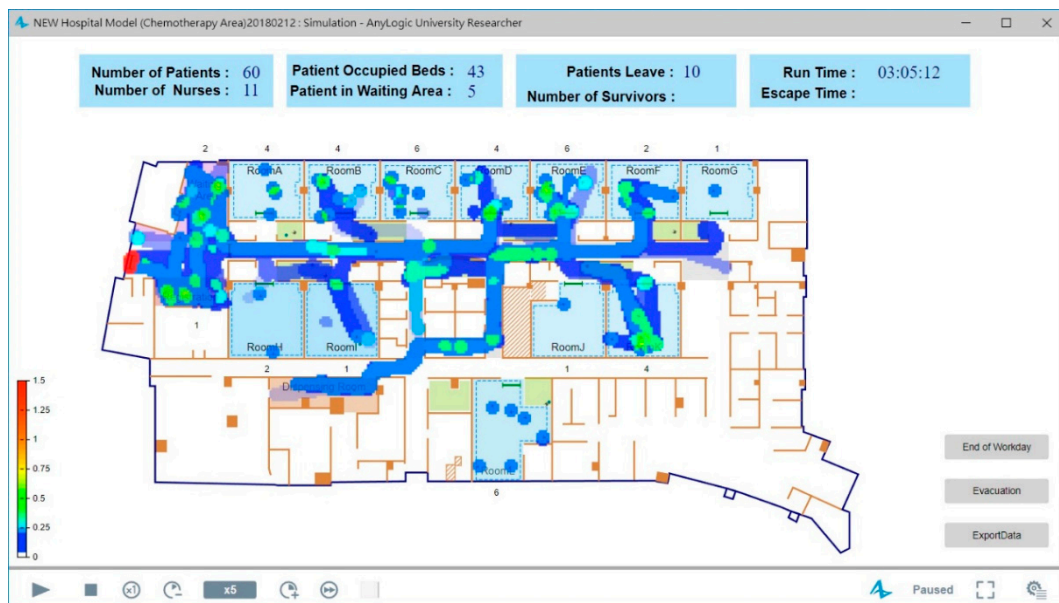 NEW Hospital Model (Chemotherapy Area)20180212 : Simulation - AnyLogic University Researcher
Number of Patients : 60
Number of Nurses : 11
Patient Occupied Beds : 43
Patient in Waiting Area : 5
Patients Leave : 10
Number of Survivors :
Run Time : 03:05:12
Escape Time :
2 4 4 6 4 6 2 1
RoomA RoomB RoomC RoomD RoomE RoomF RoomG
1
RoomH RoomI RoomJ
2 1 1 4
Dispensing Room
6
1.5
1.25
1
0.75
0.5
0.25
0
End of Workday
Evacuation
ExportData
x1
x5
Paused